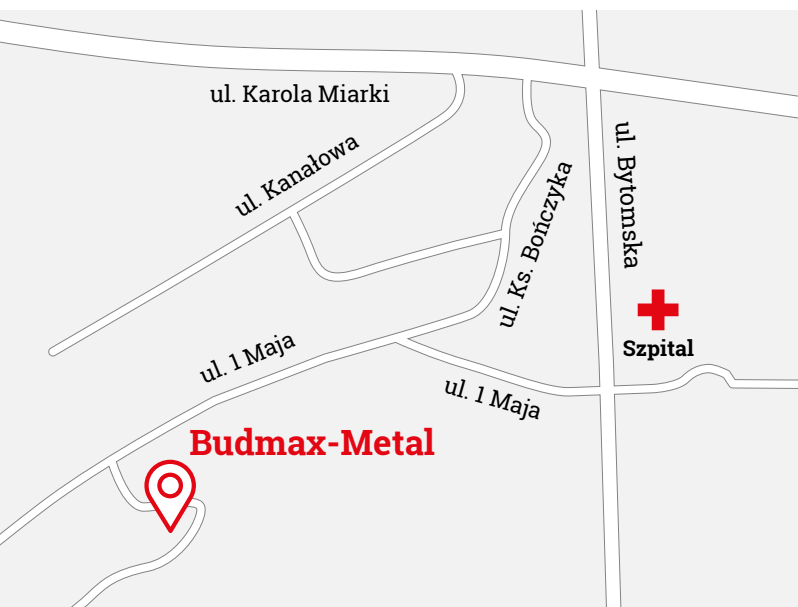 ul. Karola Miarki
ul. Kanałowa
ul. Bytomska
ul. Ks. Bończyka
Szpital
ul. 1 Maja
ul. 1 Maja
Budmax-Metal